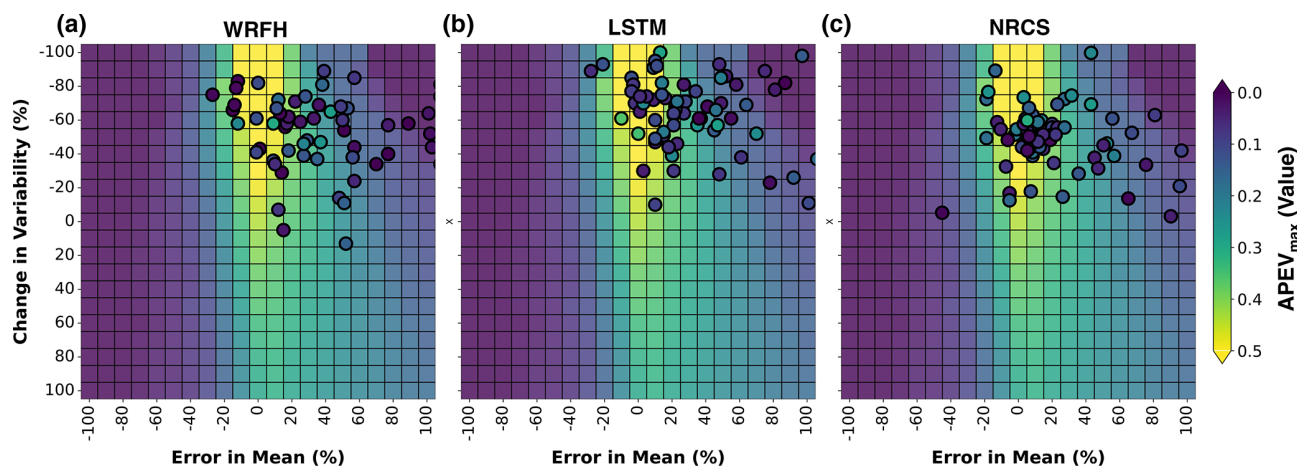 (a) WRFH (b) LSTM (c) NRCS
-100
-80
-60
-40
-20
0
20
40
60
80
100
Change in Variability (%)
x
x
-100 -80 -60 -40 -20 0 20 40 60 80 100
-100 -80 -60 -40 -20 0 20 40 60 80 100
-100 -80 -60 -40 -20 0 20 40 60 80 100
Error in Mean (%) Error in Mean (%) Error in Mean (%)
0.0
0.1
0.2
0.3
0.4
0.5
APEVmax (Value)